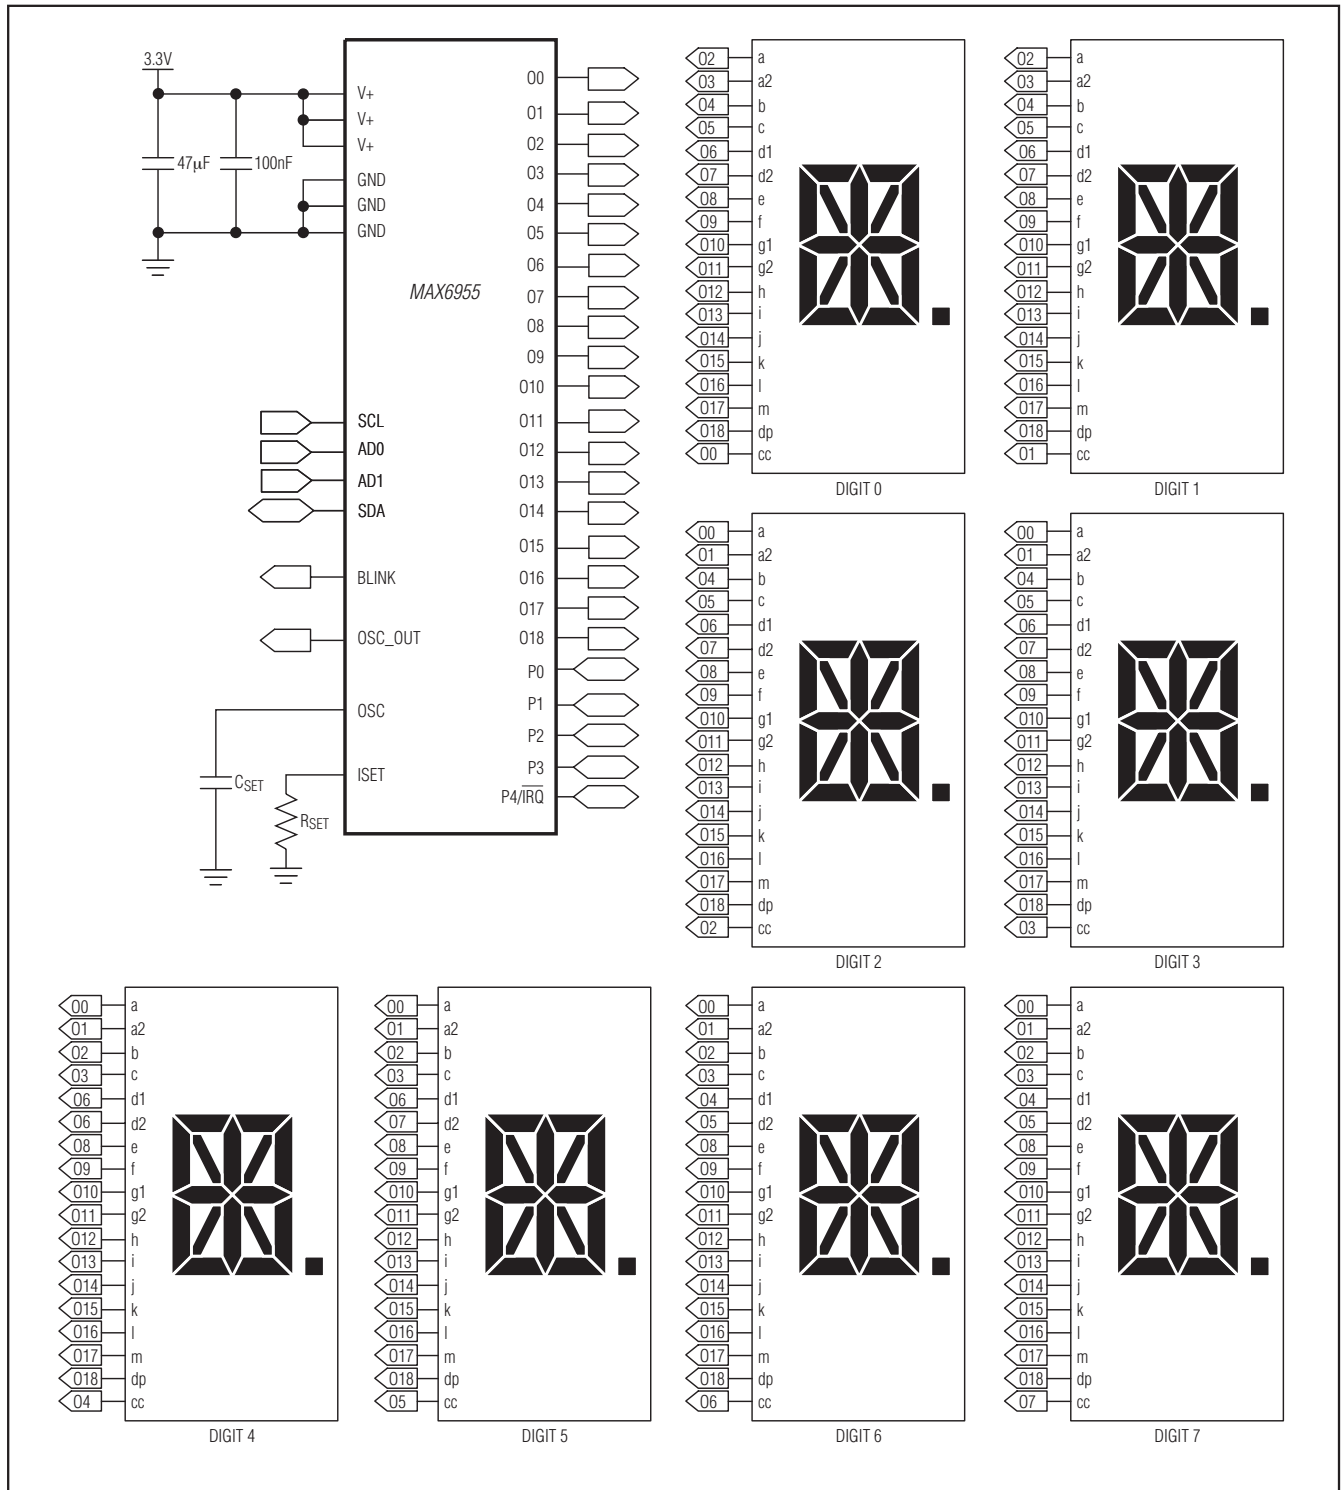 3.3V
47μF
100nF
V+
V+
V+
GND
GND
GND
MAX6955
SCL
AD0
AD1
SDA
BLINK
OSC_OUT
OSC
ISET
CSET
RSET
O0
O1
O2
O3
O4
O5
O6
O7
O8
O9
O10
O11
O12
O13
O14
O15
O16
O17
O18
P0
P1
P2
P3
P4/IRQ
O2 a
O3 a2
O4 b
O5 c
O6 d1
O7 d2
O8 e
O9 f
O10 g1
O11 g2
O12 h
O13 i
O14 j
O15 k
O16 l
O17 m
O18 dp
O0 cc
DIGIT 0
O2 a
O3 a2
O4 b
O5 c
O6 d1
O7 d2
O8 e
O9 f
O10 g1
O11 g2
O12 h
O13 i
O14 j
O15 k
O16 l
O17 m
O18 dp
O1 cc
DIGIT 1
O0 a
O1 a2
O4 b
O5 c
O6 d1
O7 d2
O8 e
O9 f
O10 g1
O11 g2
O12 h
O13 i
O14 j
O15 k
O16 l
O17 m
O18 dp
O2 cc
DIGIT 2
O0 a
O1 a2
O4 b
O5 c
O6 d1
O7 d2
O8 e
O9 f
O10 g1
O11 g2
O12 h
O13 i
O14 j
O15 k
O16 l
O17 m
O18 dp
O3 cc
DIGIT 3
O0 a
O1 a2
O2 b
O3 c
O6 d1
O6 d2
O8 e
O9 f
O10 g1
O11 g2
O12 h
O13 i
O14 j
O15 k
O16 l
O17 m
O18 dp
O4 cc
DIGIT 4
O0 a
O1 a2
O2 b
O3 c
O6 d1
O7 d2
O8 e
O9 f
O10 g1
O11 g2
O12 h
O13 i
O14 j
O15 k
O16 l
O17 m
O18 dp
O5 cc
DIGIT 5
O0 a
O1 a2
O2 b
O3 c
O4 d1
O5 d2
O8 e
O9 f
O10 g1
O11 g2
O12 h
O13 i
O14 j
O15 k
O16 l
O17 m
O18 dp
O6 cc
DIGIT 6
O0 a
O1 a2
O2 b
O3 c
O4 d1
O5 d2
O8 e
O9 f
O10 g1
O11 g2
O12 h
O13 i
O14 j
O15 k
O16 l
O17 m
O18 dp
O7 cc
DIGIT 7